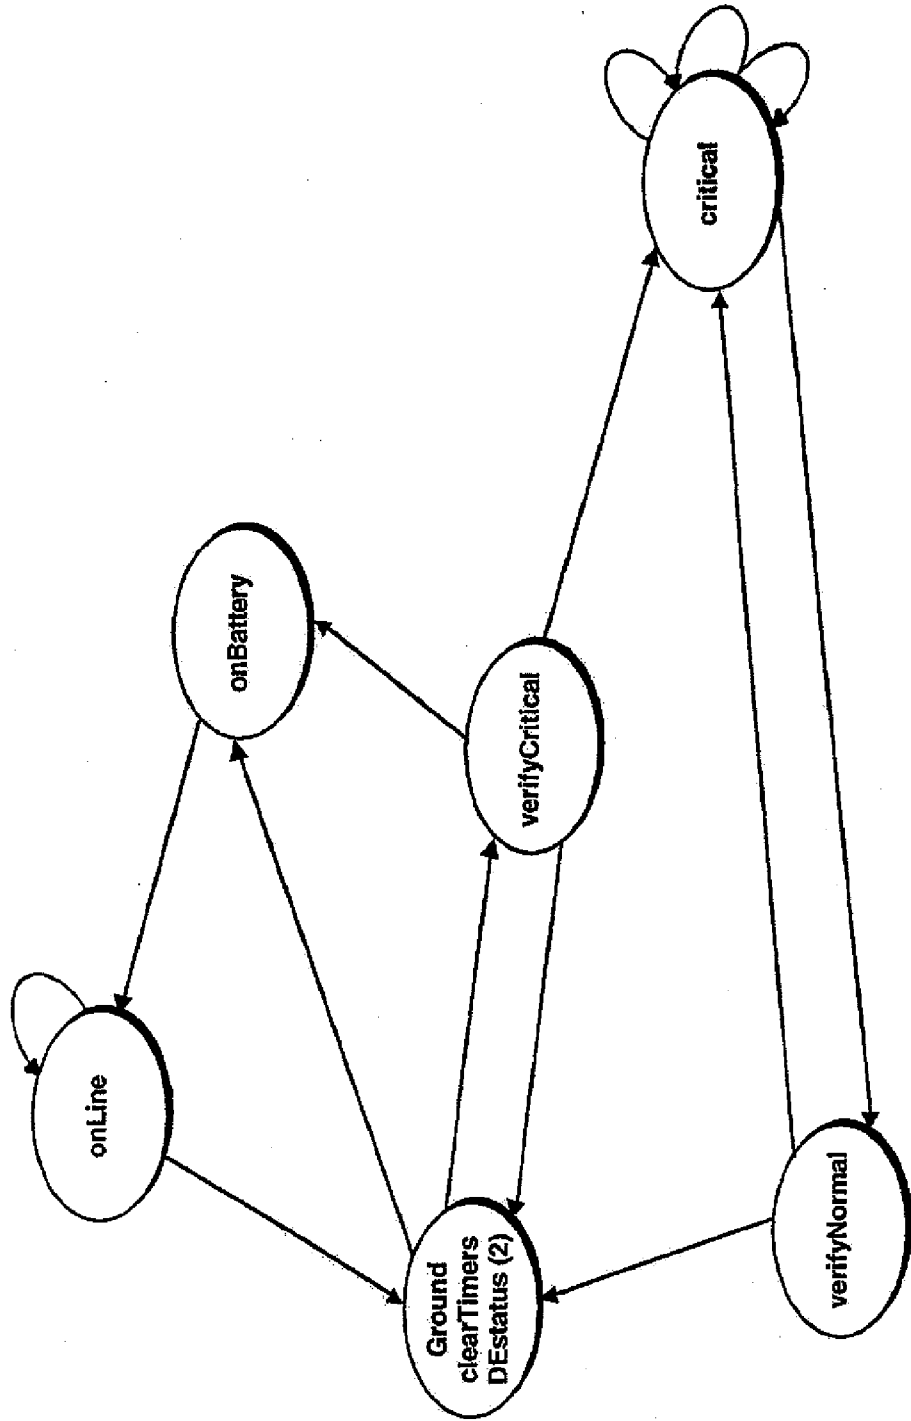 onLine
onBattery
Ground
clearTimers
DEstatus (2)
verifyCritical
critical
verifyNormal